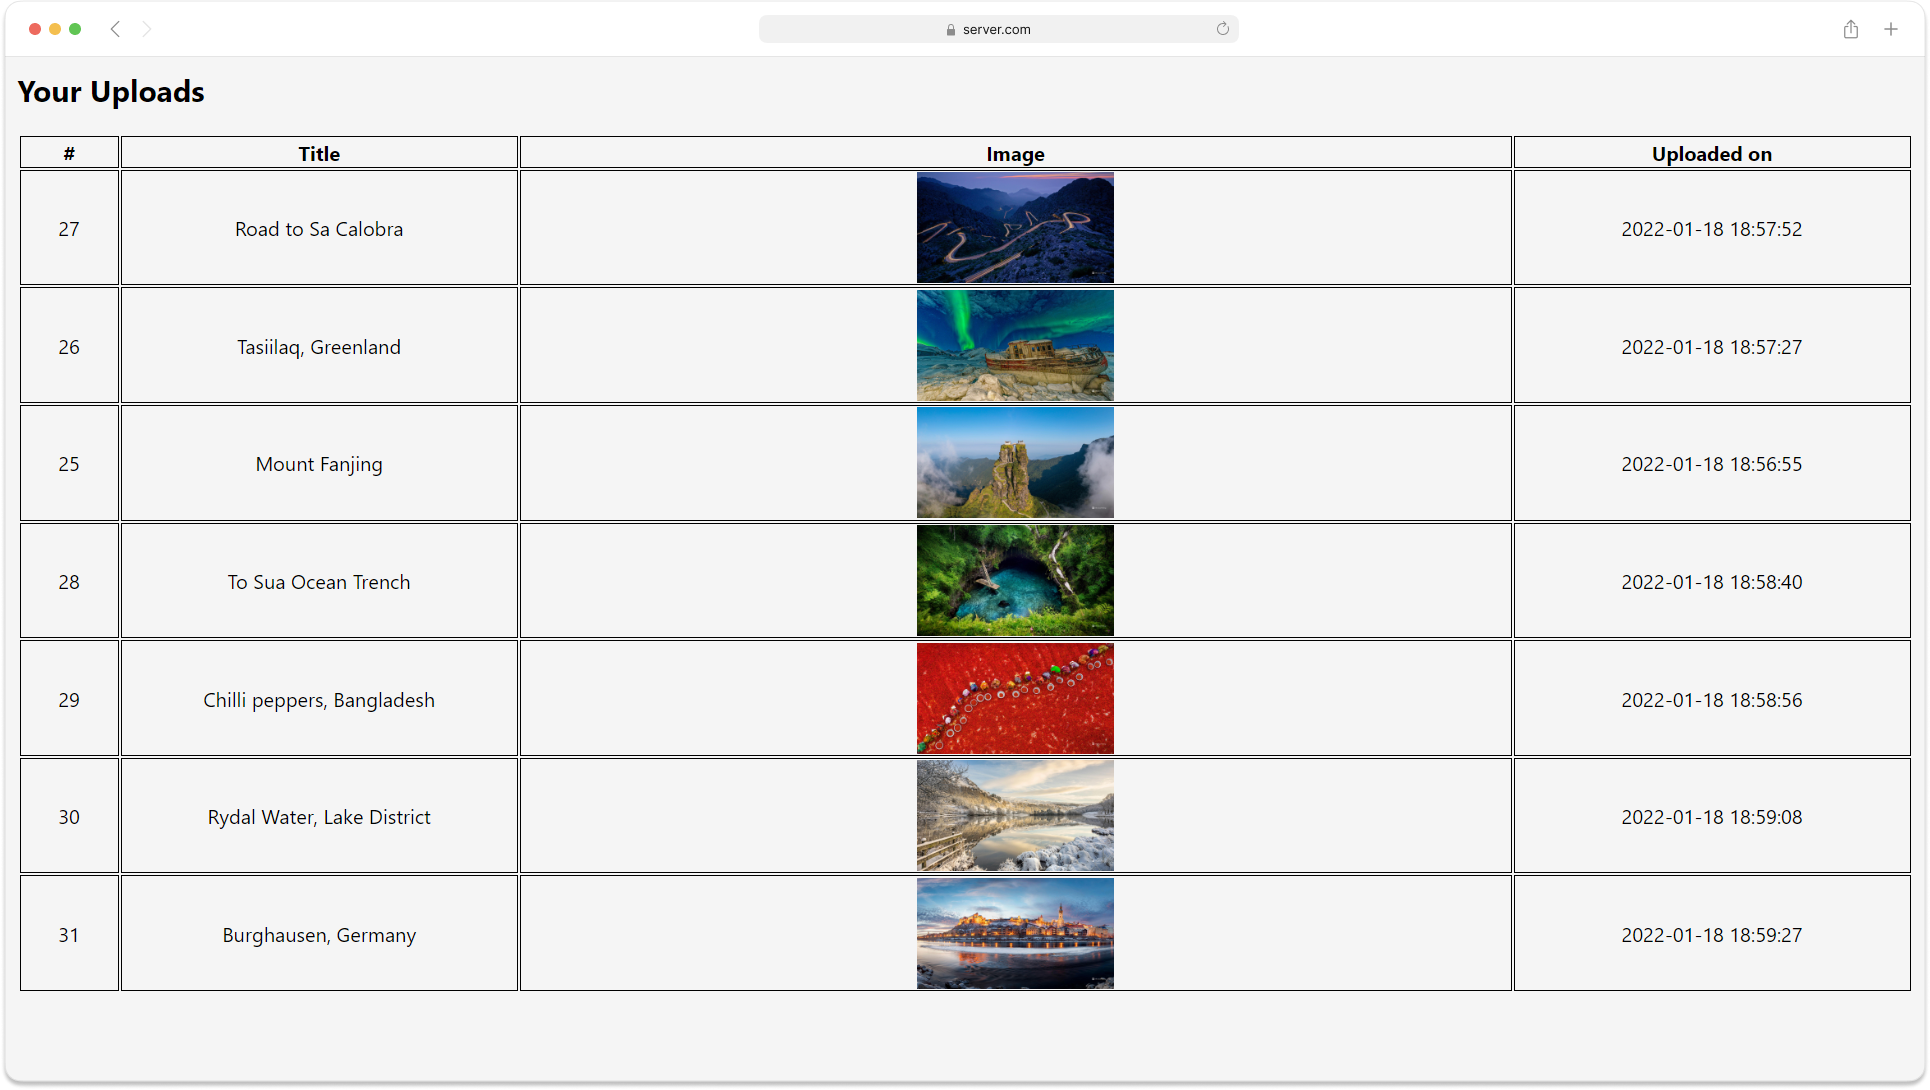 server.com
Your Uploads
# Title Image Uploaded on
27 Road to Sa Calobra 2022-01-18 18:57:52
26 Tasiilaq, Greenland 2022-01-18 18:57:27
25 Mount Fanjing 2022-01-18 18:56:55
28 To Sua Ocean Trench 2022-01-18 18:58:40
29 Chilli peppers, Bangladesh 2022-01-18 18:58:56
30 Rydal Water, Lake District 2022-01-18 18:59:08
31 Burghausen, Germany 2022-01-18 18:59:27